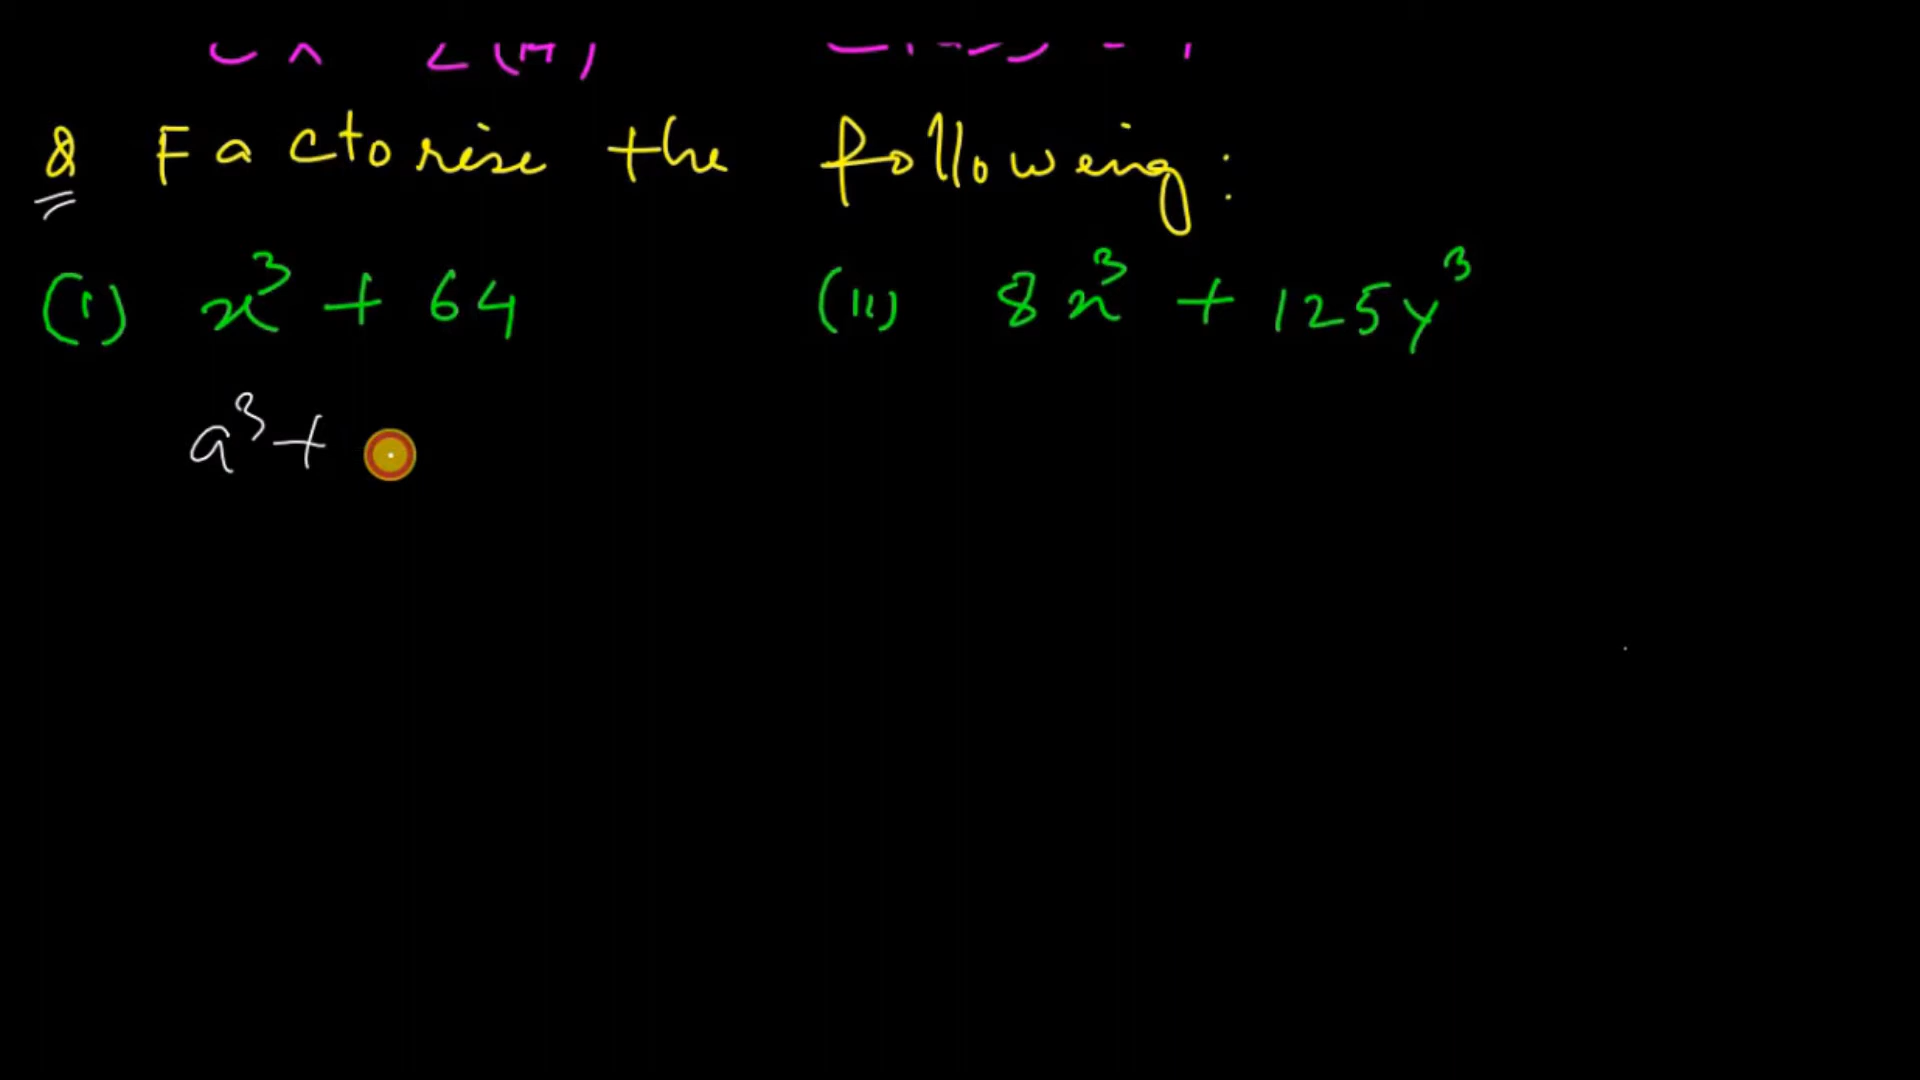 Q Factorise the following:
(i) x³ + 64 (ii) 8x³ + 125y³
a³ +